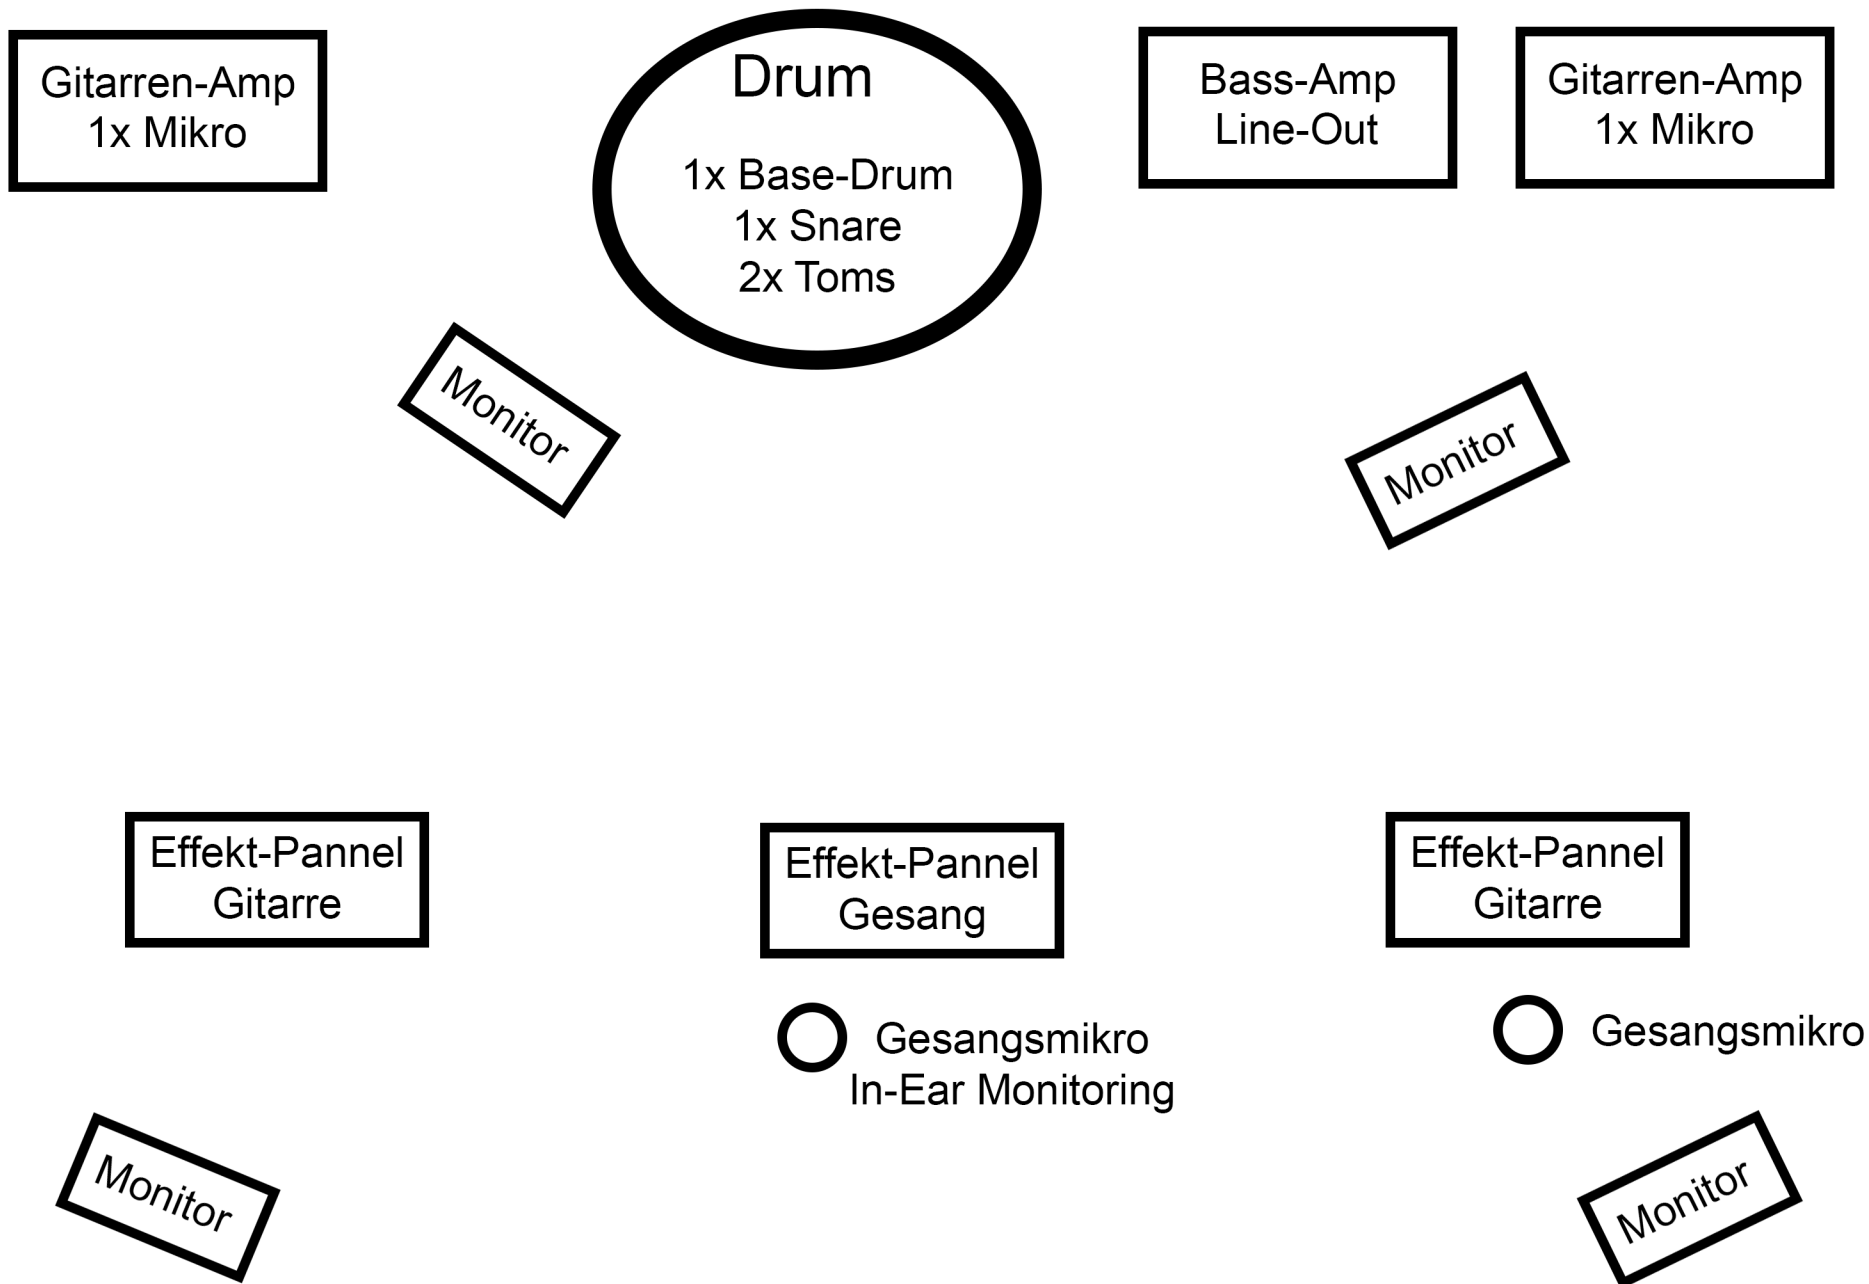 Gitarren-Amp
1x Mikro
Drum
1x Base-Drum
1x Snare
2x Toms
Bass-Amp
Line-Out
Gitarren-Amp
1x Mikro
Monitor
Monitor
Effekt-Pannel
Gitarre
Effekt-Pannel
Gesang
Effekt-Pannel
Gitarre
Gesangsmikro
In-Ear Monitoring
Gesangsmikro
Monitor
Monitor